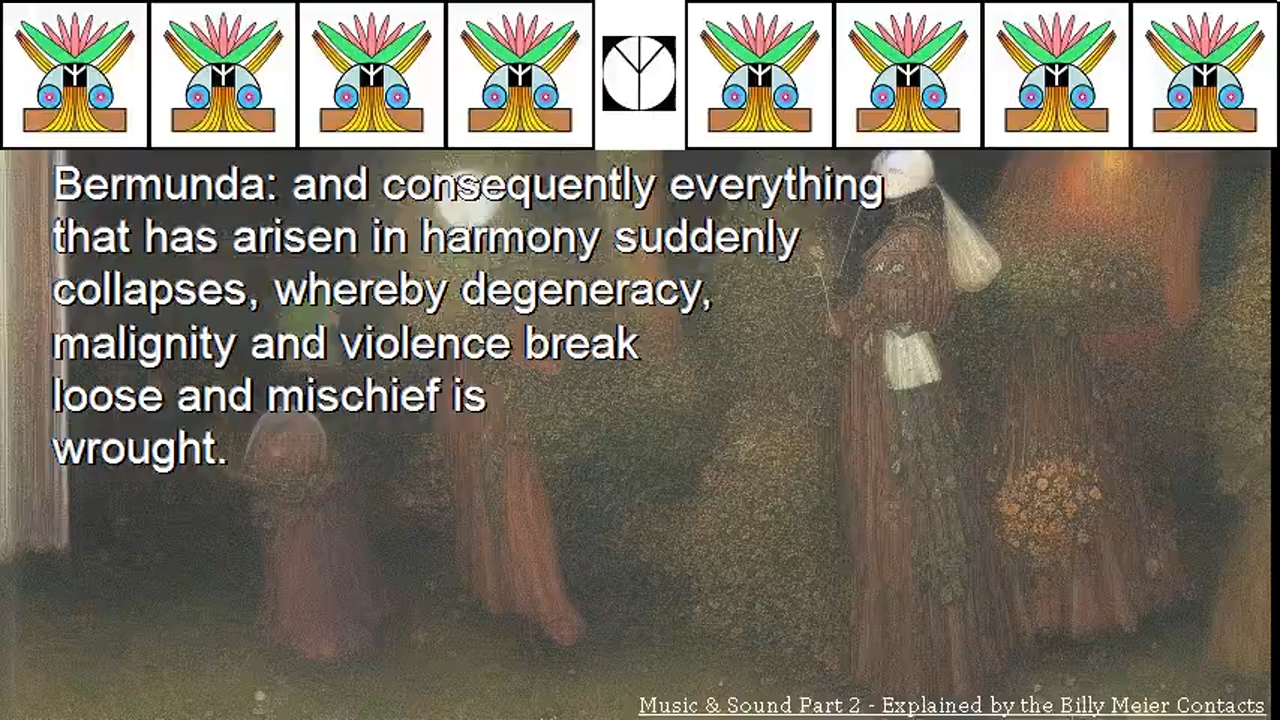 Bermunda: and consequently everything
that has arisen in harmony suddenly
collapses, whereby degeneracy,
malignity and violence break
loose and mischief is
wrought.
Music & Sound Part 2 - Explained by the Billy Meier Contacts